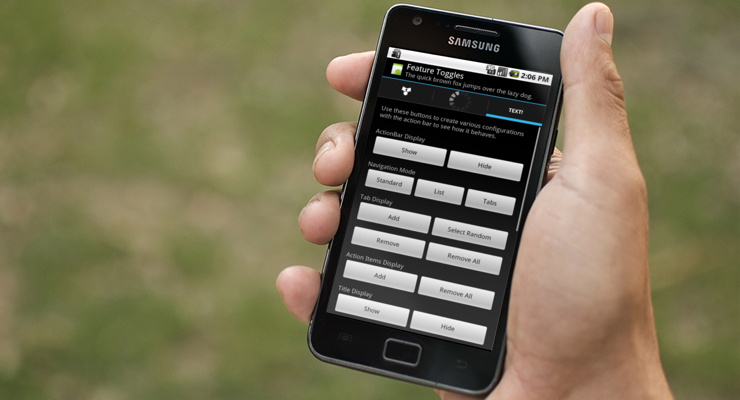 SAMSUNG
2:06 PM
Feature Toggles
The quick brown fox jumps over the lazy dog.
TEXT!
Use these buttons to create various configurations
with the action bar to see how it behaves.
ActionBar Display
Show Hide
Navigation Mode
Standard List Tabs
Tab Display
Add Select Random
Remove Remove All
Action Items Display
Add Remove All
Title Display
Show Hide